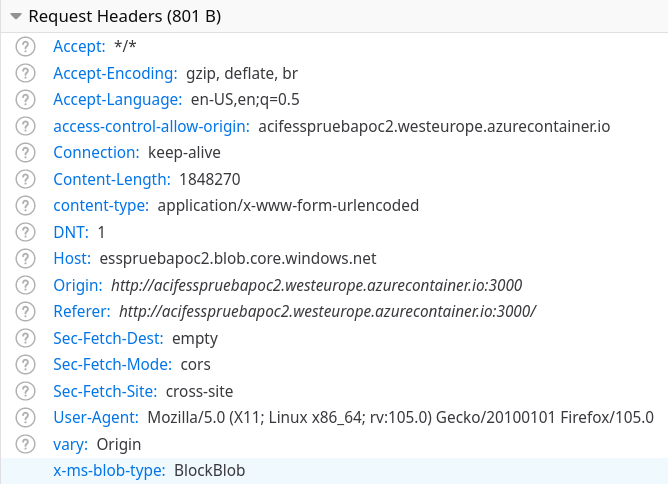 Request Headers (801 B)
Accept: */*
Accept-Encoding: gzip, deflate, br
Accept-Language: en-US,en;q=0.5
access-control-allow-origin: acifesspruebapoc2.westeurope.azurecontainer.io
Connection: keep-alive
Content-Length: 1848270
content-type: application/x-www-form-urlencoded
DNT: 1
Host: esspruebapoc2.blob.core.windows.net
Origin: http://acifesspruebapoc2.westeurope.azurecontainer.io:3000
Referer: http://acifesspruebapoc2.westeurope.azurecontainer.io:3000/
Sec-Fetch-Dest: empty
Sec-Fetch-Mode: cors
Sec-Fetch-Site: cross-site
User-Agent: Mozilla/5.0 (X11; Linux x86_64; rv:105.0) Gecko/20100101 Firefox/105.0
vary: Origin
x-ms-blob-type: BlockBlob